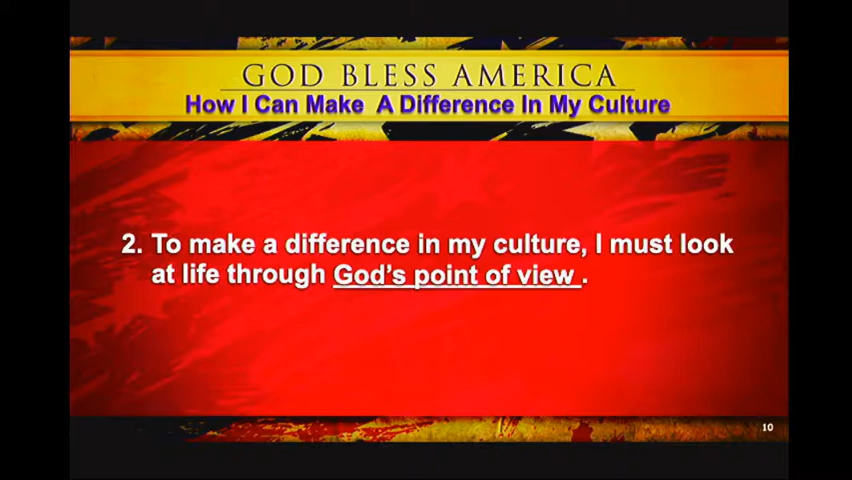 GOD BLESS AMERICA
How I Can Make A Difference In My Culture
2. To make a difference in my culture, I must look
at life through God's point of view .
10